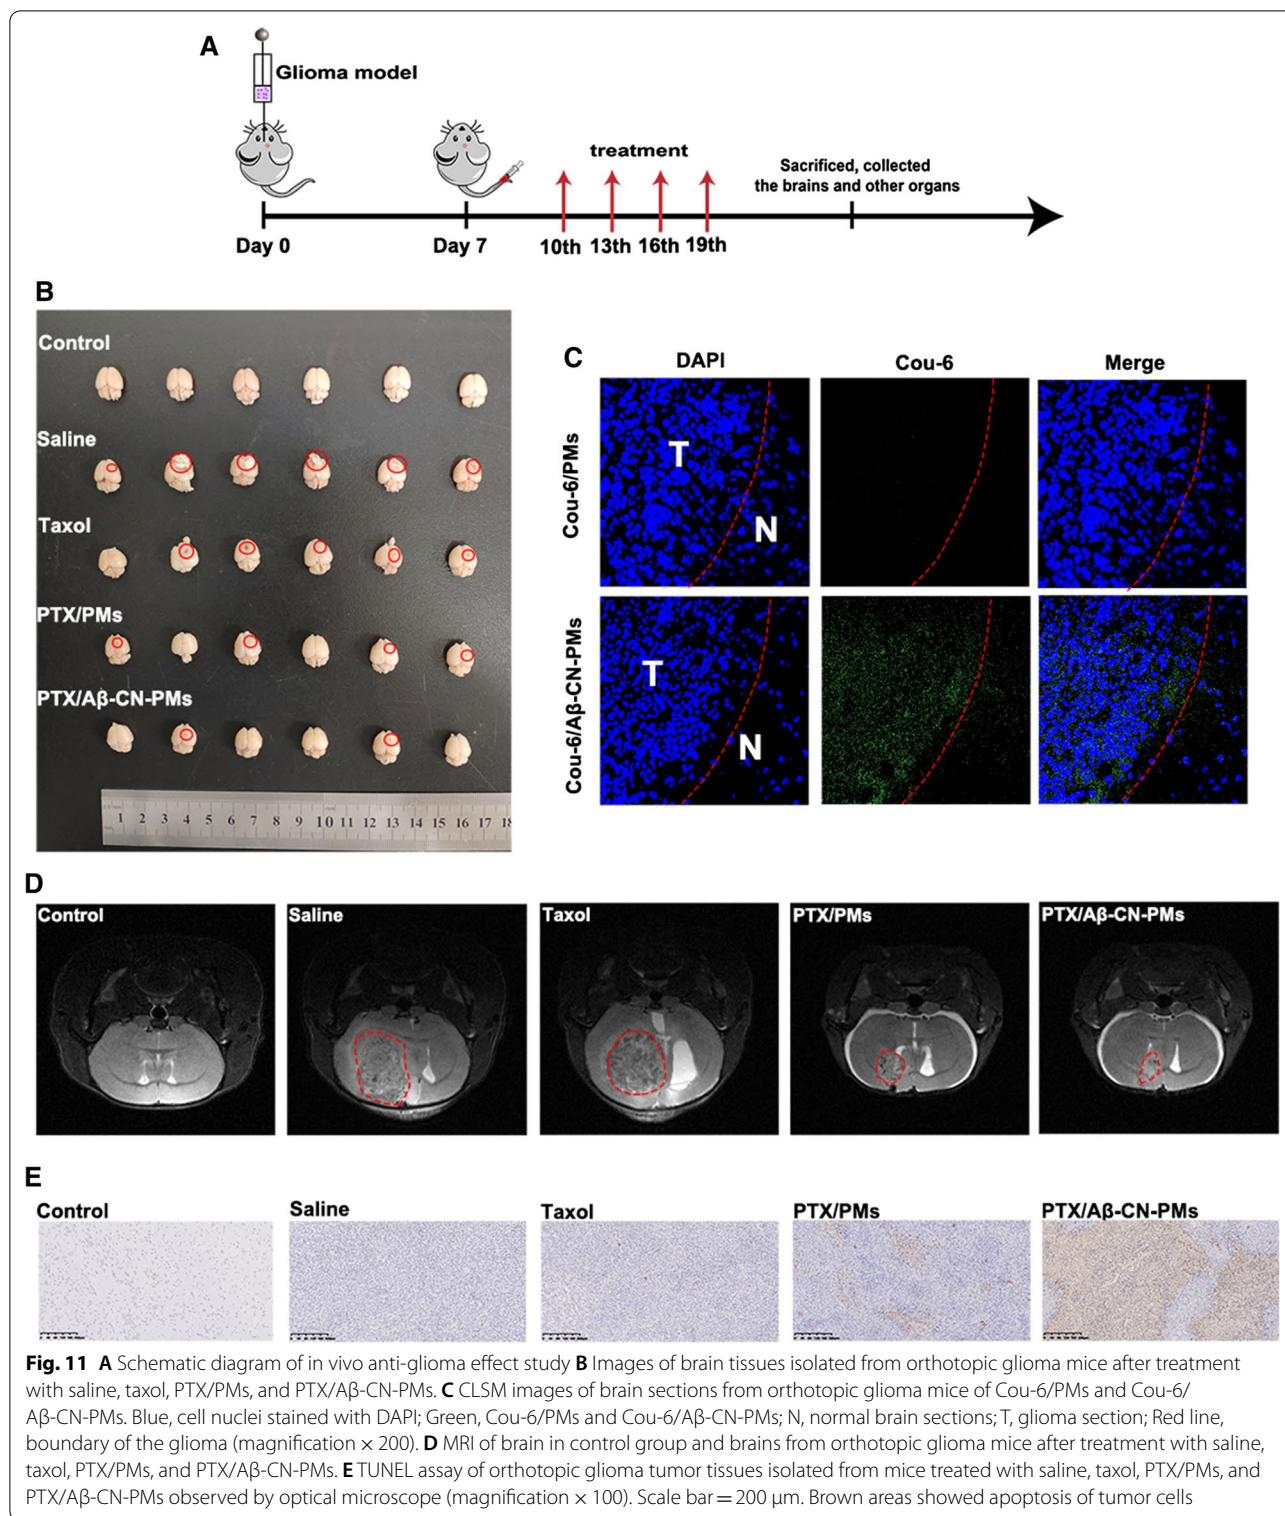 A
Glioma model
treatment
Sacrificed, collected
the brains and other organs
Day 0
Day 7
10th
13th
16th
19th
B
Control
Saline
Taxol
PTX/PMs
PTX/Aβ-CN-PMs
1 2 3 4 5 6 7 8 9 10 11 12 13 14 15 16 17 18
C
DAPI
Cou-6
Merge
Cou-6/PMs
T
N
Cou-6/Aβ-CN-PMs
T
N
D
Control
Saline
Taxol
PTX/PMs
PTX/Aβ-CN-PMs
E
Control
Saline
Taxol
PTX/PMs
PTX/Aβ-CN-PMs
Fig. 11 A Schematic diagram of in vivo anti-glioma effect study B Images of brain tissues isolated from orthotopic glioma mice after treatment
with saline, taxol, PTX/PMs, and PTX/Aβ-CN-PMs. C CLSM images of brain sections from orthotopic glioma mice of Cou-6/PMs and Cou-6/
Aβ-CN-PMs. Blue, cell nuclei stained with DAPI; Green, Cou-6/PMs and Cou-6/Aβ-CN-PMs; N, normal brain sections; T, glioma section; Red line,
boundary of the glioma (magnification × 200). D MRI of brain in control group and brains from orthotopic glioma mice after treatment with saline,
taxol, PTX/PMs, and PTX/Aβ-CN-PMs. E TUNEL assay of orthotopic glioma tumor tissues isolated from mice treated with saline, taxol, PTX/PMs, and
PTX/Aβ-CN-PMs observed by optical microscope (magnification × 100). Scale bar = 200 μm. Brown areas showed apoptosis of tumor cells